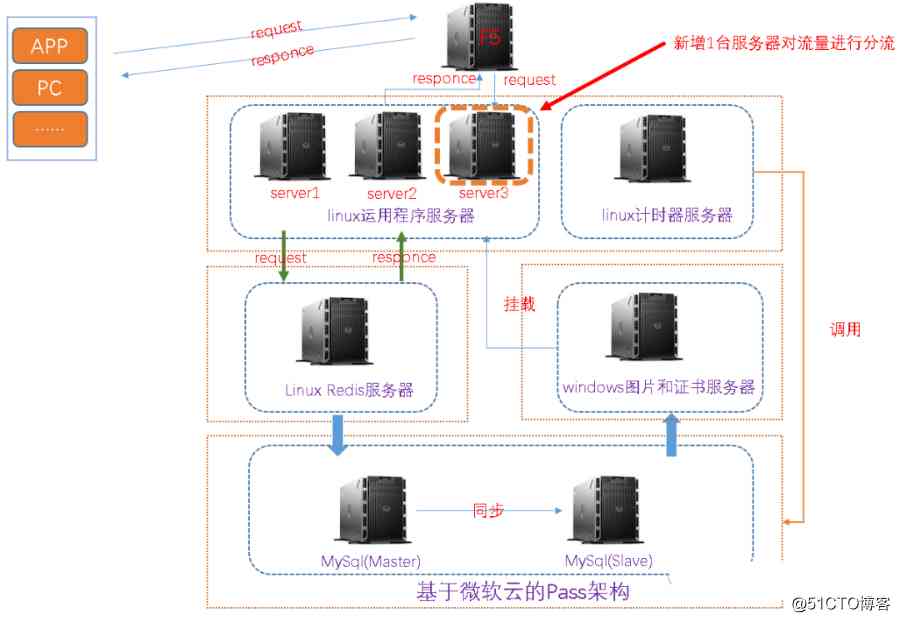 APP
PC
......
request
responce
F5
新增1台服务器对流量进行分流
responce
request
server1
server2
server3
linux运用程序服务器
linux计时器服务器
request
responce
挂载
调用
Linux Redis服务器
windows图片和证书服务器
同步
MySql(Master)
MySql(Slave)
基于微软云的Pass架构
@51CTO博客